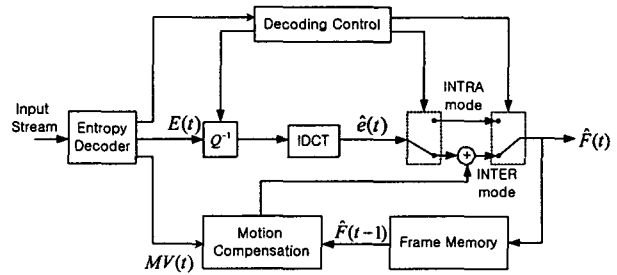 Decoding Control
INTRA
mode
Input
Stream
Entropy
Decoder
E(t)
Q⁻¹
IDCT
ê(t)
+
F̂(t)
INTER
mode
Motion
Compensation
F̂(t−1)
Frame Memory
MV(t)